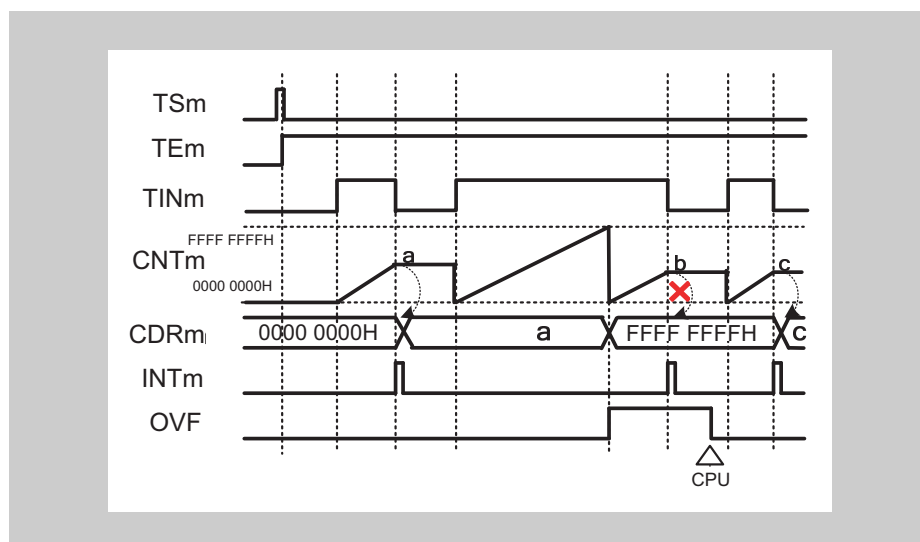 TSm
TEm
TINm
FFFF FFFFH
CNTm
0000 0000H
a
b
c
CDRm
0000 0000H
a
FFFF FFFFH
c
INTm
OVF
CPU